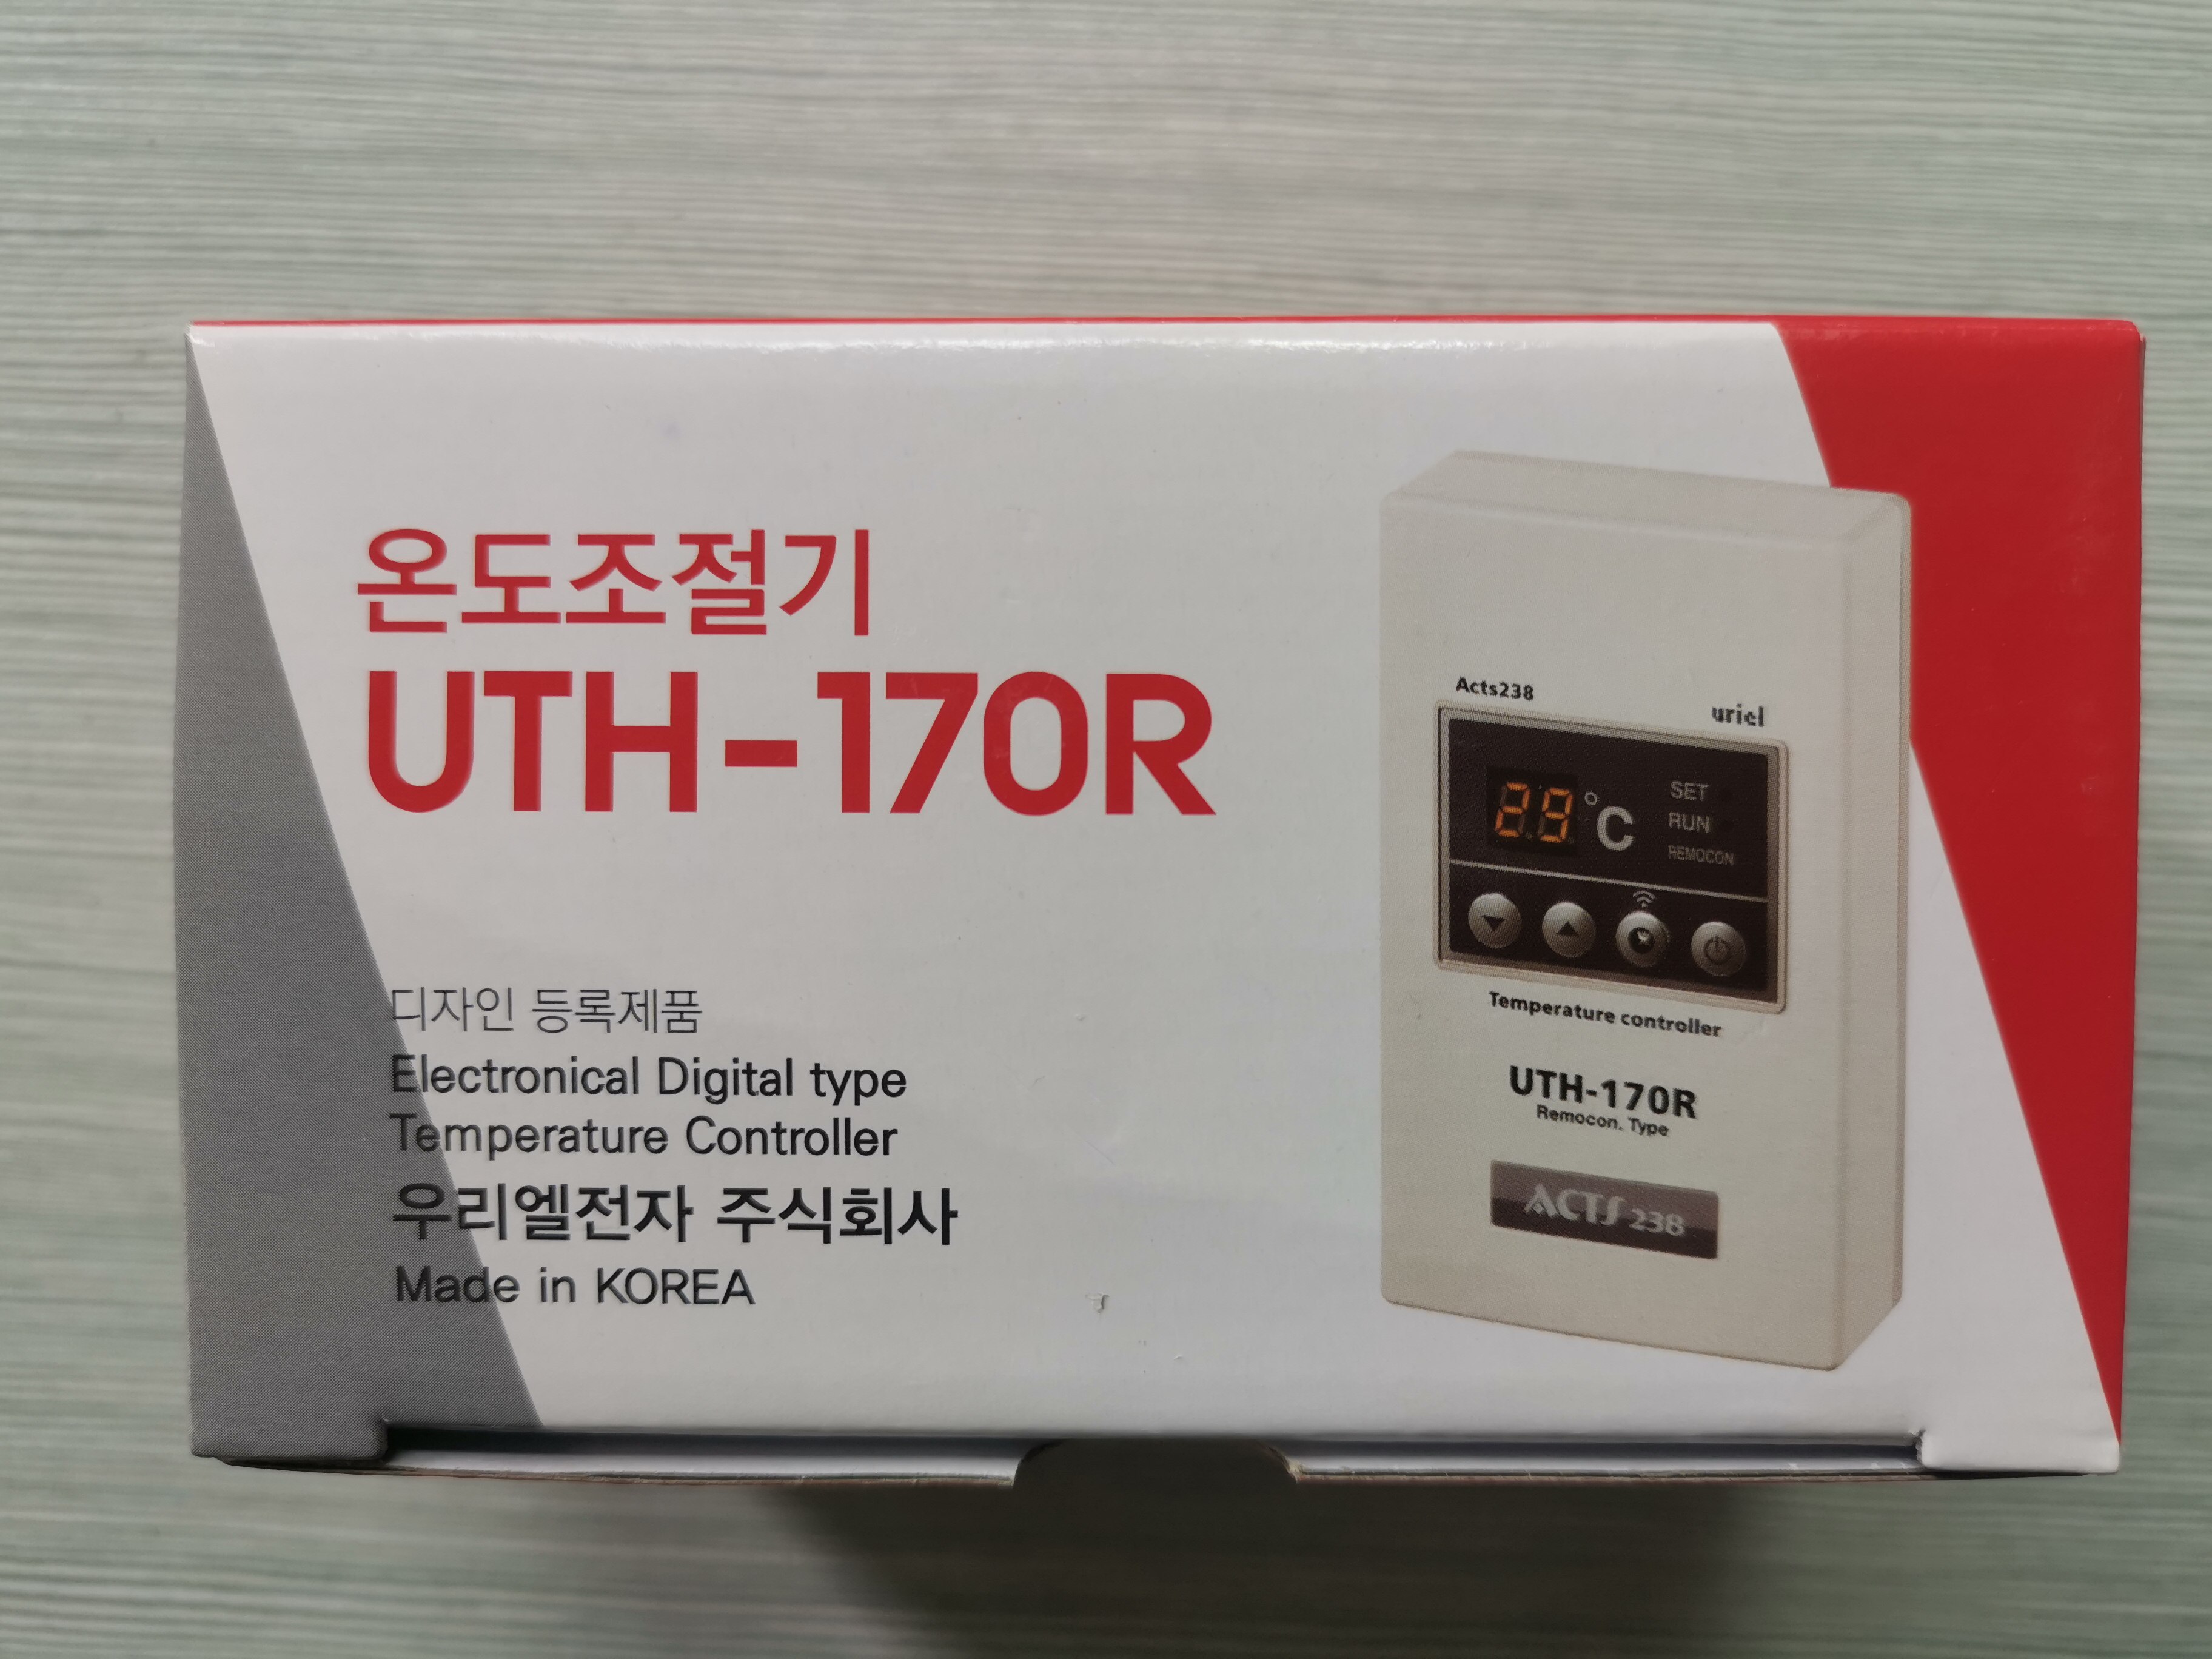 온도조절기
UTH-170R
디자인 등록제품
Electronical Digital type
Temperature Controller
우리엘전자 주식회사
Made in KOREA
Acts238
uriel
29°C
SET
RUN
REMOCON
Temperature controller
UTH-170R
Remocon. Type
ACTS 238